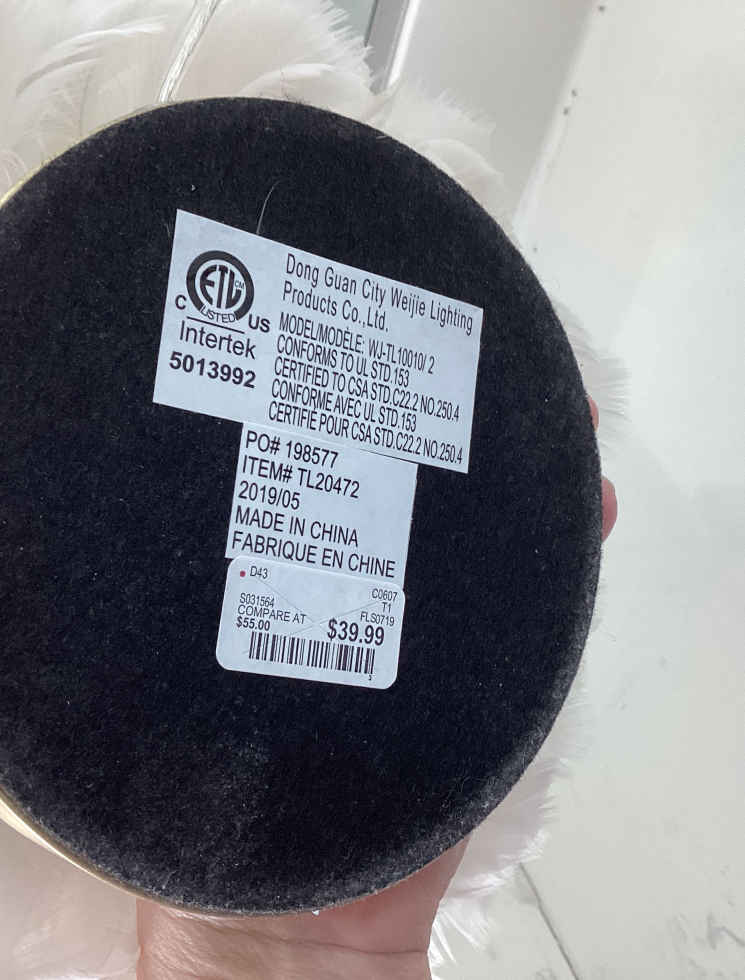 ETL
CM
LISTED
C
US
Intertek
5013992
Dong Guan City Weijie Lighting
Products Co.,Ltd.
MODEL/MODÈLE: WJ-TL10010/2
CONFORMS TO UL STD.153
CERTIFIED TO CSA STD.C22.2 NO.250.4
CONFORME AVEC UL STD.153
CERTIFIÉ POUR CSA STD.C22.2 NO.250.4
PO# 198577
ITEM# TL20472
2019/05
MADE IN CHINA
FABRIQUE EN CHINE
D43
C0607
T1
S031564
FLS0719
COMPARE AT
$55.00
$39.99
5